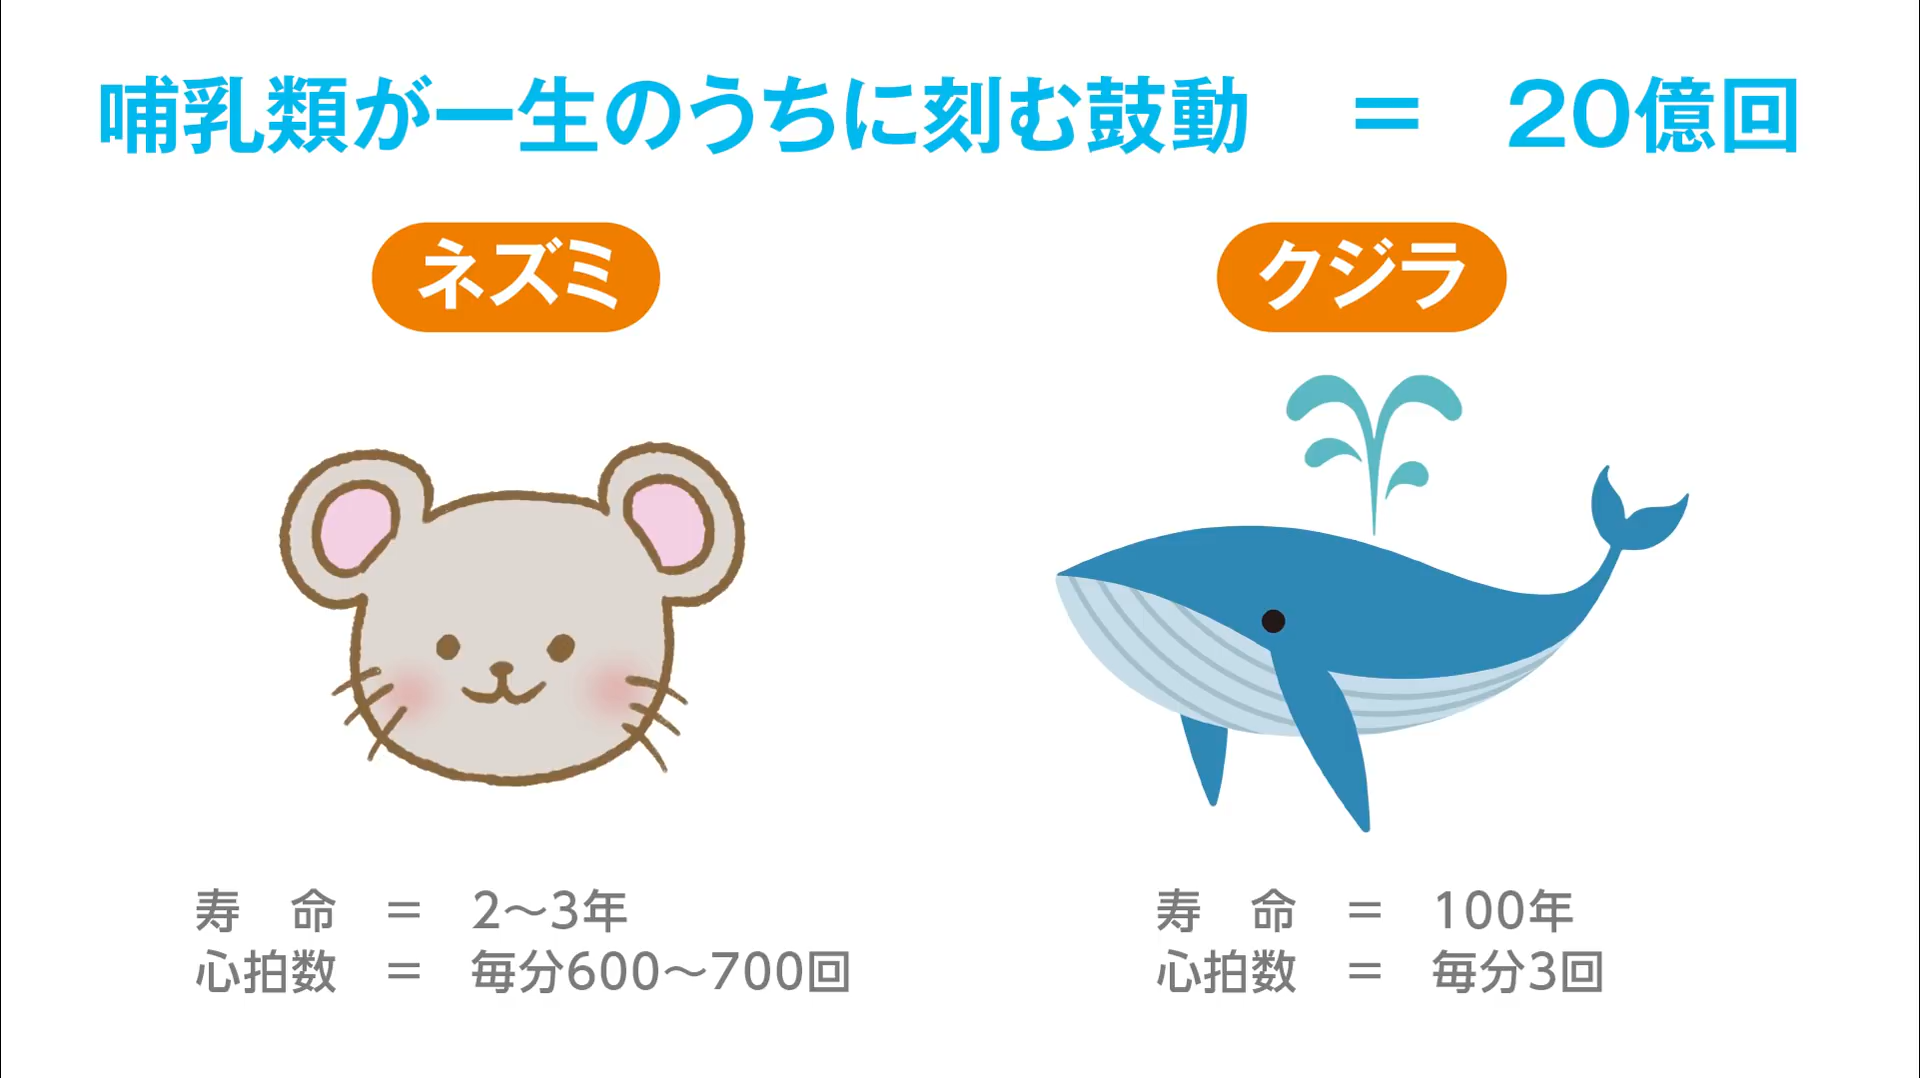 哺乳類が一生のうちに刻む鼓動　＝　20億回
ネズミ
クジラ
寿　命　＝　2〜3年
心拍数　＝　毎分600〜700回
寿　命　＝　100年
心拍数　＝　毎分3回